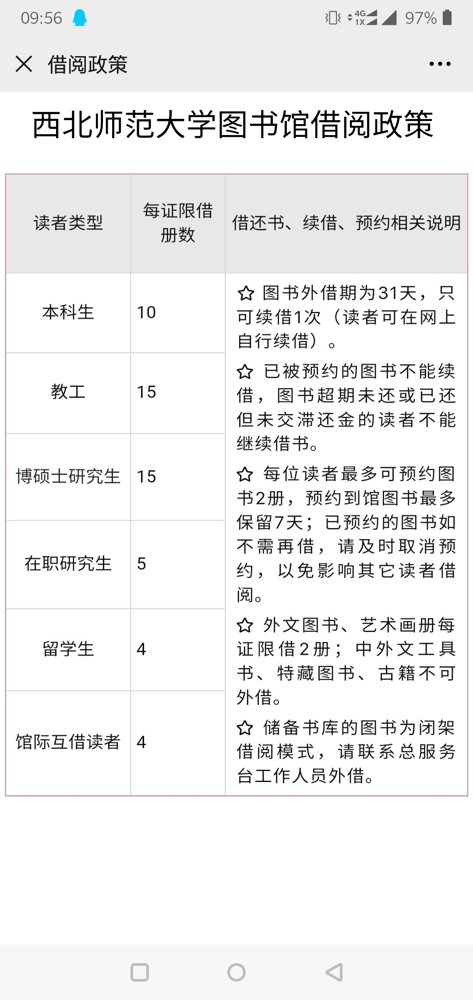 09:56
4G
1X
97%
借阅政策
西北师范大学图书馆借阅政策
读者类型
每证限借
册数
借还书、续借、预约相关说明
本科生
10
教工
15
博硕士研究生
15
在职研究生
5
留学生
4
馆际互借读者
4
☆ 图书外借期为31天，只
可续借1次（读者可在网上
自行续借）。
☆ 已被预约的图书不能续
借，图书超期未还或已还
但未交滞还金的读者不能
继续借书。
☆ 每位读者最多可预约图
书2册，预约到馆图书最多
保留7天；已预约的图书如
不需再借，请及时取消预
约，以免影响其它读者借
阅。
☆ 外文图书、艺术画册每
证限借2册；中外文工具
书、特藏图书、古籍不可
外借。
☆ 储备书库的图书为闭架
借阅模式，请联系总服务
台工作人员外借。